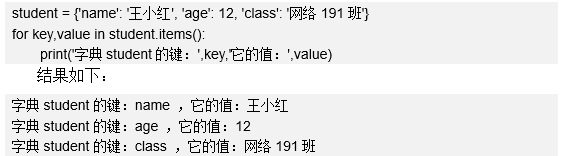 student = {'name': '王小红', 'age': 12, 'class': '网络 191 班'}
for key,value in student.items():
print('字典 student 的键：',key,'它的值：',value)
结果如下：
字典 student 的键：name ，它的值：王小红
字典 student 的键：age ，它的值：12
字典 student 的键：class ，它的值：网络 191 班